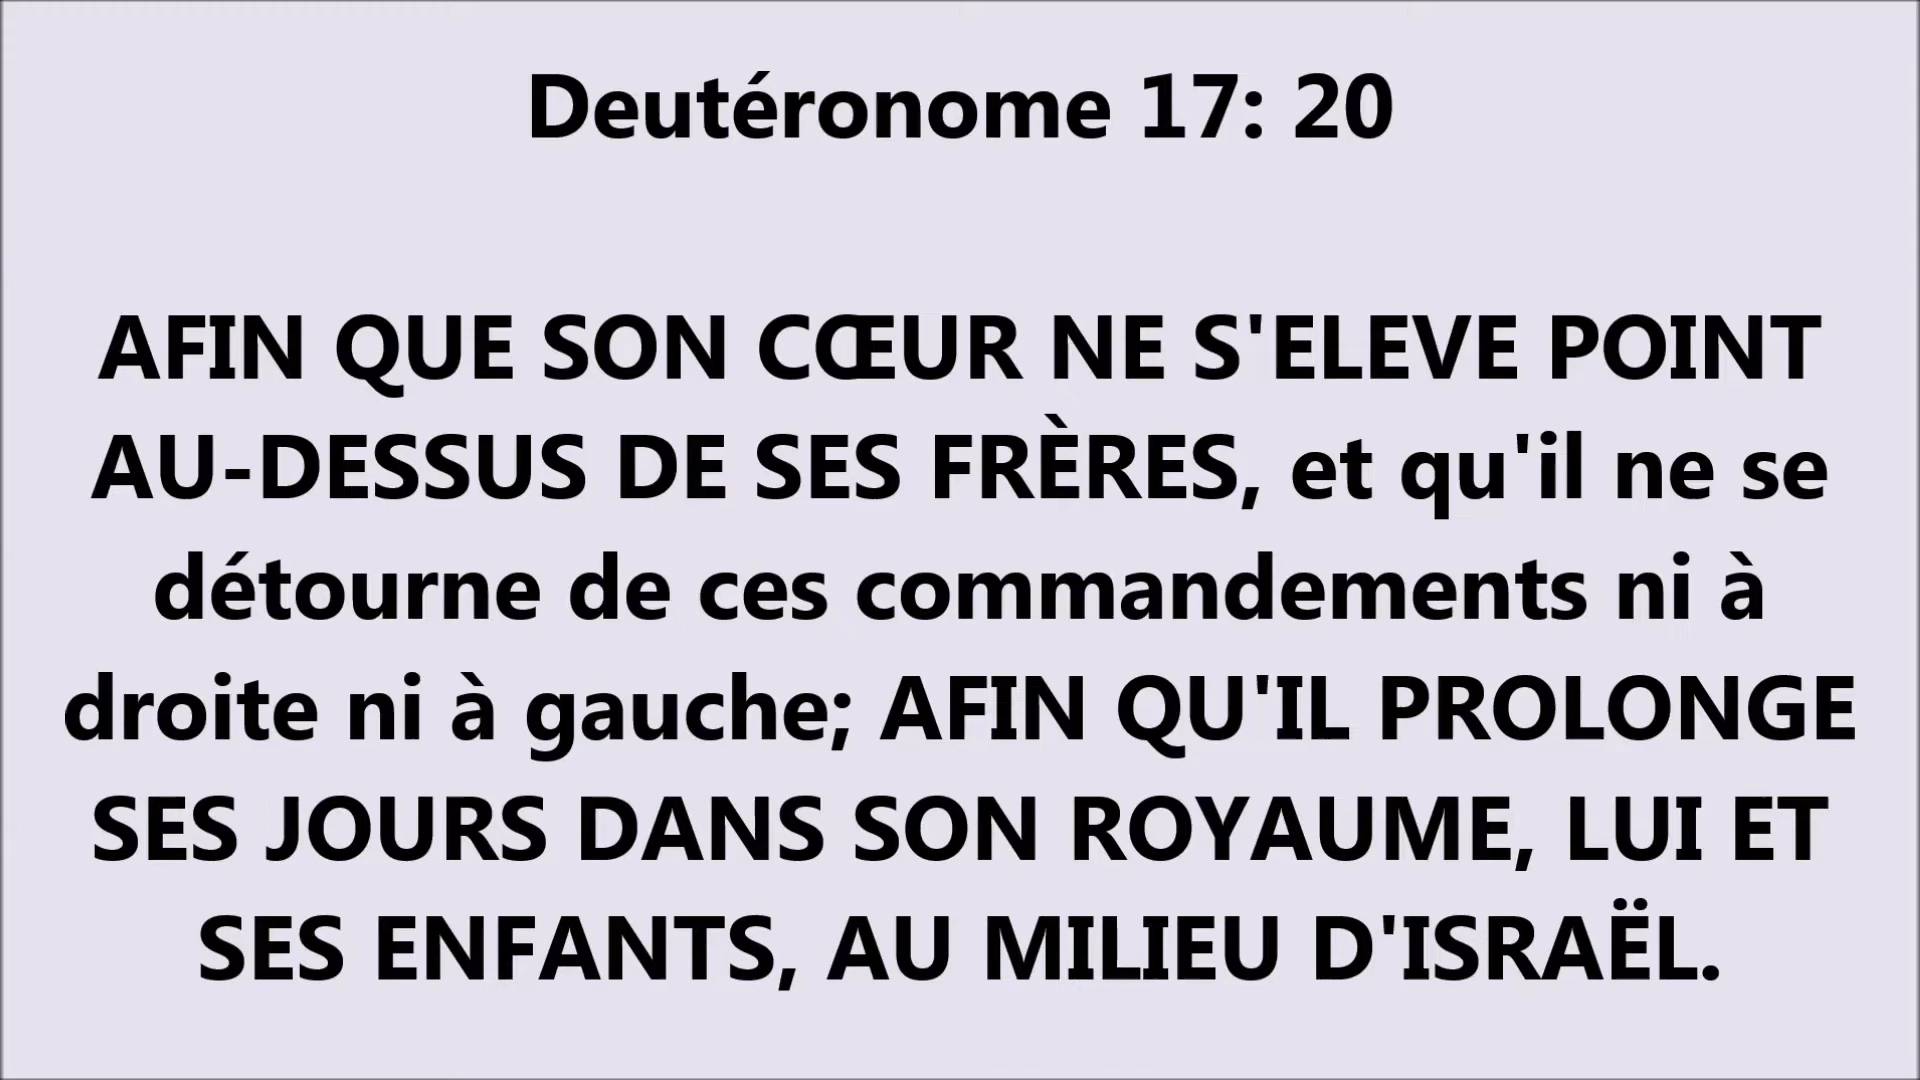 Deutéronome 17: 20
AFIN QUE SON CŒUR NE S'ELEVE POINT
AU-DESSUS DE SES FRÈRES, et qu'il ne se
détourne de ces commandements ni à
droite ni à gauche; AFIN QU'IL PROLONGE
SES JOURS DANS SON ROYAUME, LUI ET
SES ENFANTS, AU MILIEU D'ISRAËL.